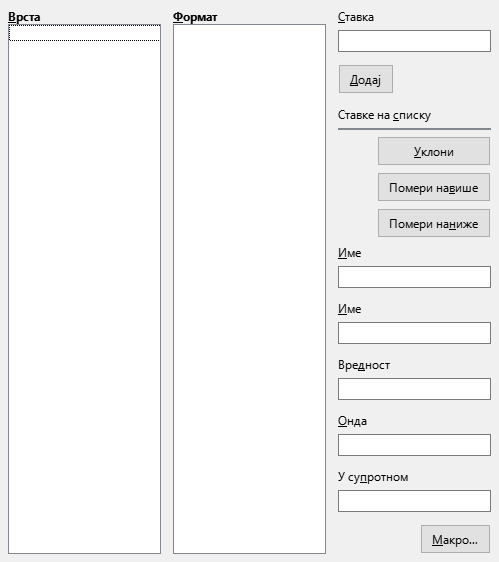 Врста
Формат
Ставка
Додај
Ставке на списку
Уклони
Помери навише
Помери наниже
Име
Име
Вредност
Онда
У супротном
Макро...